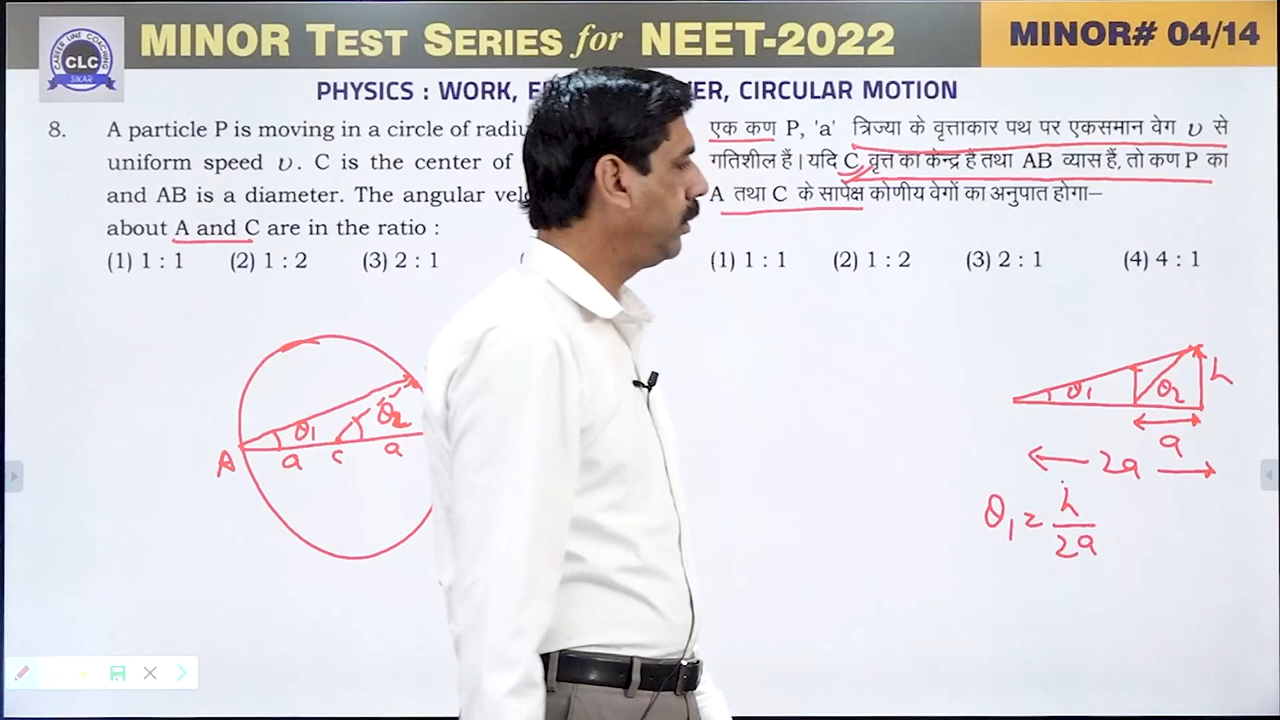 CAREER LINE COACHING
CLC
SIKAR
MINOR TEST SERIES for NEET-2022
MINOR# 04/14
PHYSICS : WORK, ER, CIRCULAR MOTION
8. A particle P is moving in a circle of
uniform speed υ. C is the center of
and AB is a diameter. The angular
about A and C are in the ratio :
(1) 1 : 1 (2) 1 : 2 (3) 2 : 1
एक कण P, 'a' त्रिज्या के वृत्ताकार पथ पर एकसमान वेग υ से
गतिशील हैं। यदि C वृत्त का केन्द्र है तथा AB व्यास हैं, तो कण P का
A तथा C के सापेक्ष कोणीय वेगों का अनुपात होगा–
(1) 1 : 1 (2) 1 : 2 (3) 2 : 1 (4) 4 : 1
θ1 θ2
A a C a
θ1 θ2 h
a
2a
θ1 = h/2a